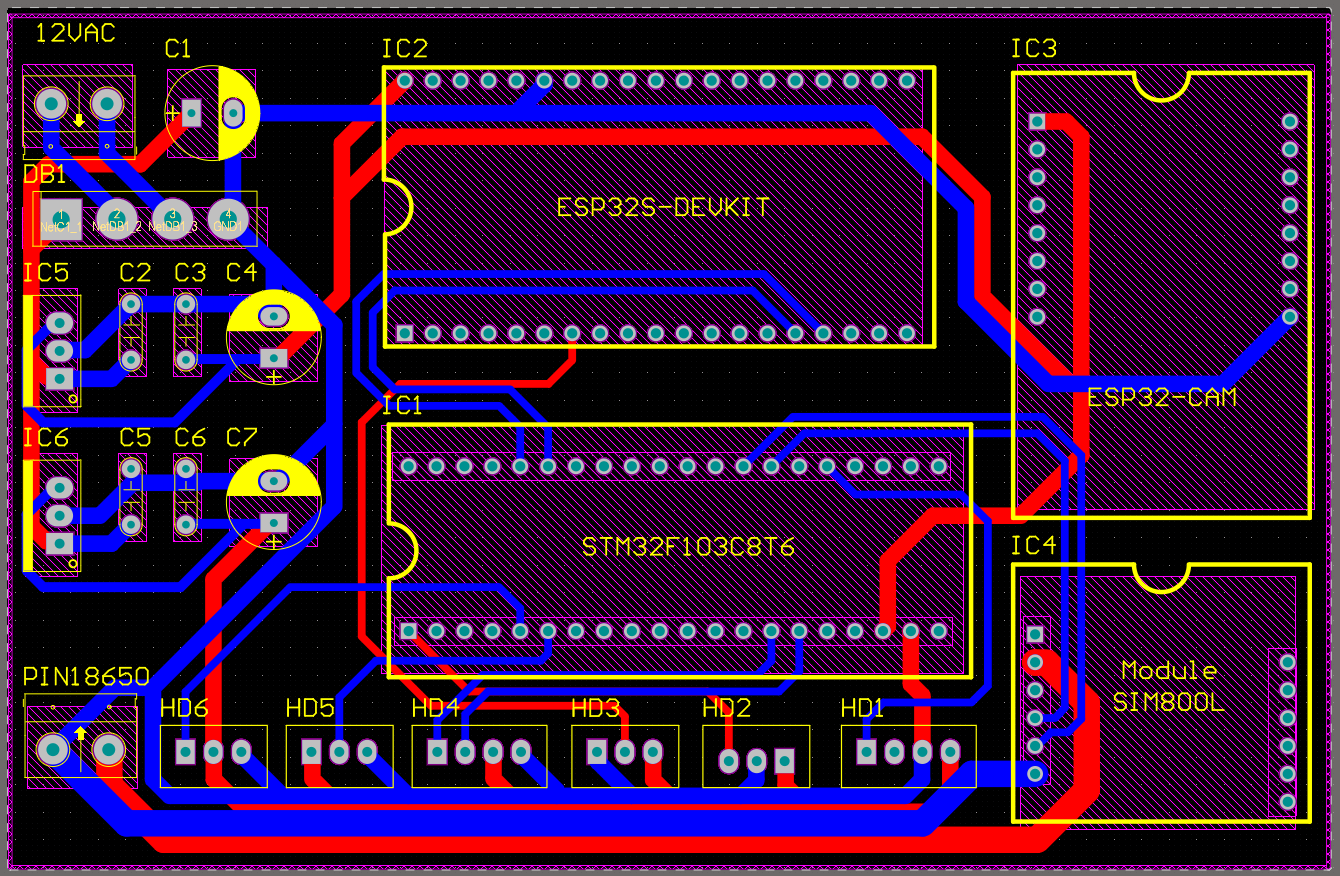 12VAC
C1
IC2
IC3
DB1
1
2
3
4
NetC1_1
NetDB1_2
NetDB1_3
GND1
ESP32S-DEVKIT
IC5
C2
C3
C4
ESP32-CAM
IC1
IC6
C5
C6
C7
STM32F103C8T6
IC4
Module
SIM800L
PIN18650
HD6
HD5
HD4
HD3
HD2
HD1